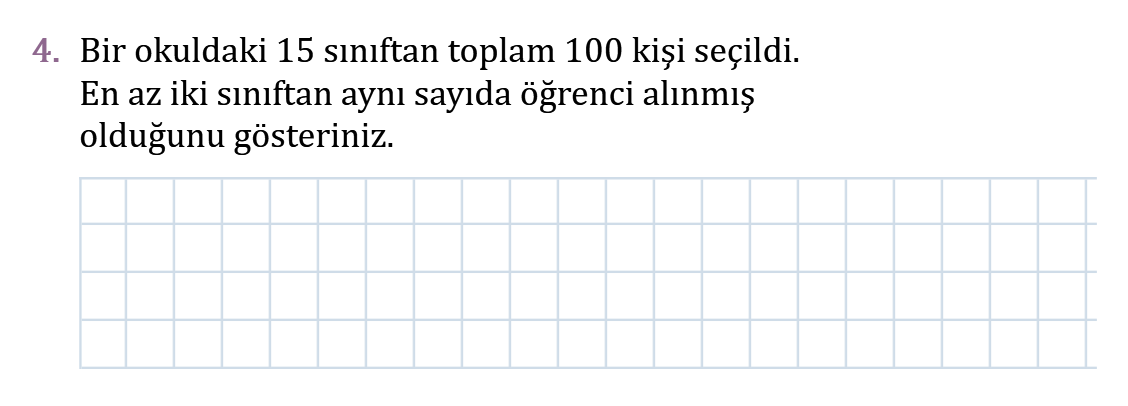 4. Bir okuldaki 15 sınıftan toplam 100 kişi seçildi.
En az iki sınıftan aynı sayıda öğrenci alınmış
olduğunu gösteriniz.